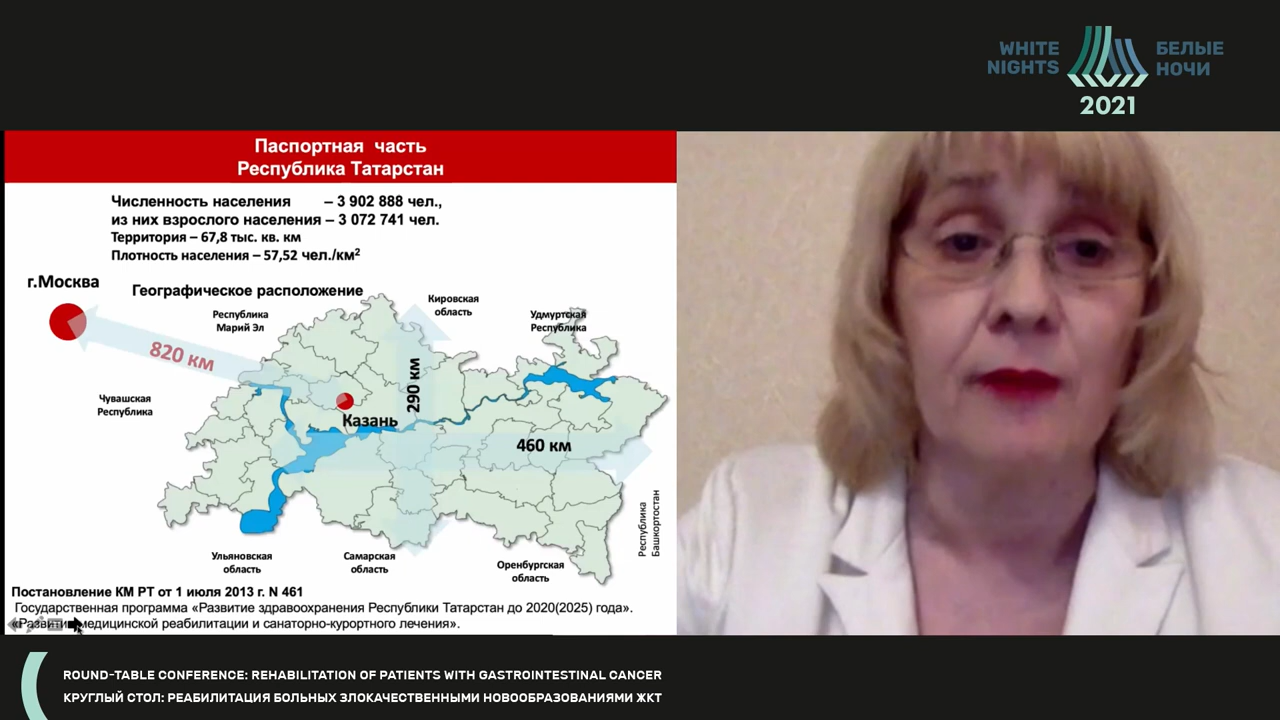 WHITE NIGHTS
БЕЛЫЕ НОЧИ
2021
Паспортная часть
Республика Татарстан
Численность населения – 3 902 888 чел.,
из них взрослого населения – 3 072 741 чел.
Территория – 67,8 тыс. кв. км
Плотность населения – 57,52 чел./км²
г.Москва
Географическое расположение
Республика
Марий Эл
Кировская
область
Удмуртская
Республика
820 км
290 км
Чувашская
Республика
Казань
460 км
Республика
Башкортостан
Ульяновская
область
Самарская
область
Оренбургская
область
Постановление КМ РТ от 1 июля 2013 г. N 461
Государственная программа «Развитие здравоохранения Республики Татарстан до 2020(2025) года».
«Развитие медицинской реабилитации и санаторно-курортного лечения».
ROUND-TABLE CONFERENCE: REHABILITATION OF PATIENTS WITH GASTROINTESTINAL CANCER
КРУГЛЫЙ СТОЛ: РЕАБИЛИТАЦИЯ БОЛЬНЫХ ЗЛОКАЧЕСТВЕННЫМИ НОВООБРАЗОВАНИЯМИ ЖКТ